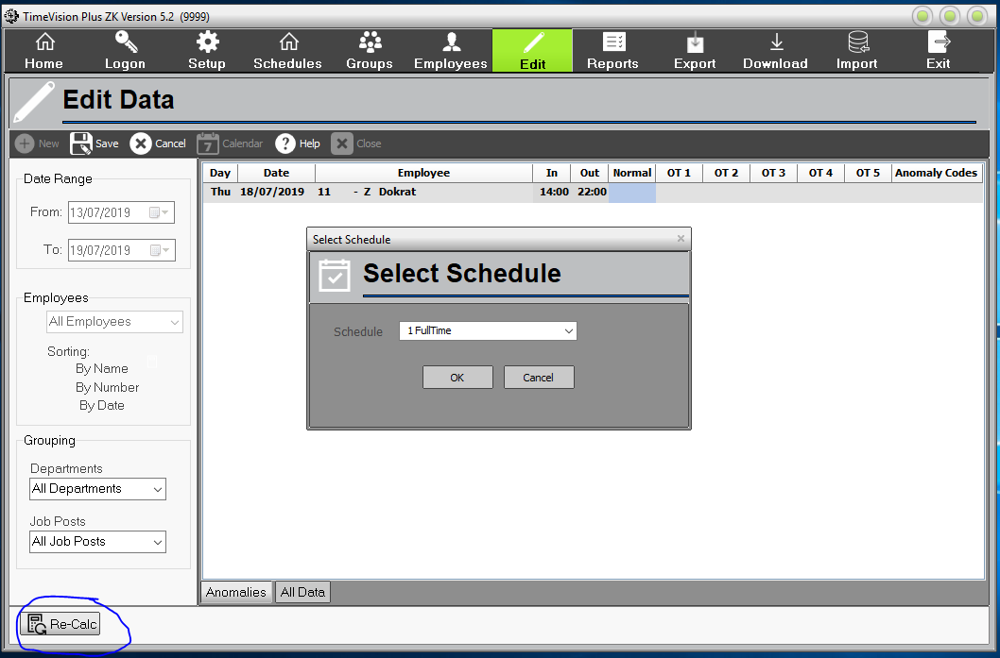 TimeVision Plus ZK Version 5.2 (9999)
Home Logon Setup Schedules Groups Employees Edit Reports Export Download Import Exit
Edit Data
New Save Cancel 7 Calendar ? Help Close
Date Range
From: 13/07/2019
To: 19/07/2019
Employees
All Employees
Sorting:
By Name
By Number
By Date
Grouping
Departments
All Departments
Job Posts
All Job Posts
Re-Calc
Day Date Employee In Out Normal OT 1 OT 2 OT 3 OT 4 OT 5 Anomaly Codes
Thu 18/07/2019 11 - Z Dokrat 14:00 22:00
Select Schedule
Select Schedule
Schedule 1 FullTime
OK Cancel
Anomalies All Data